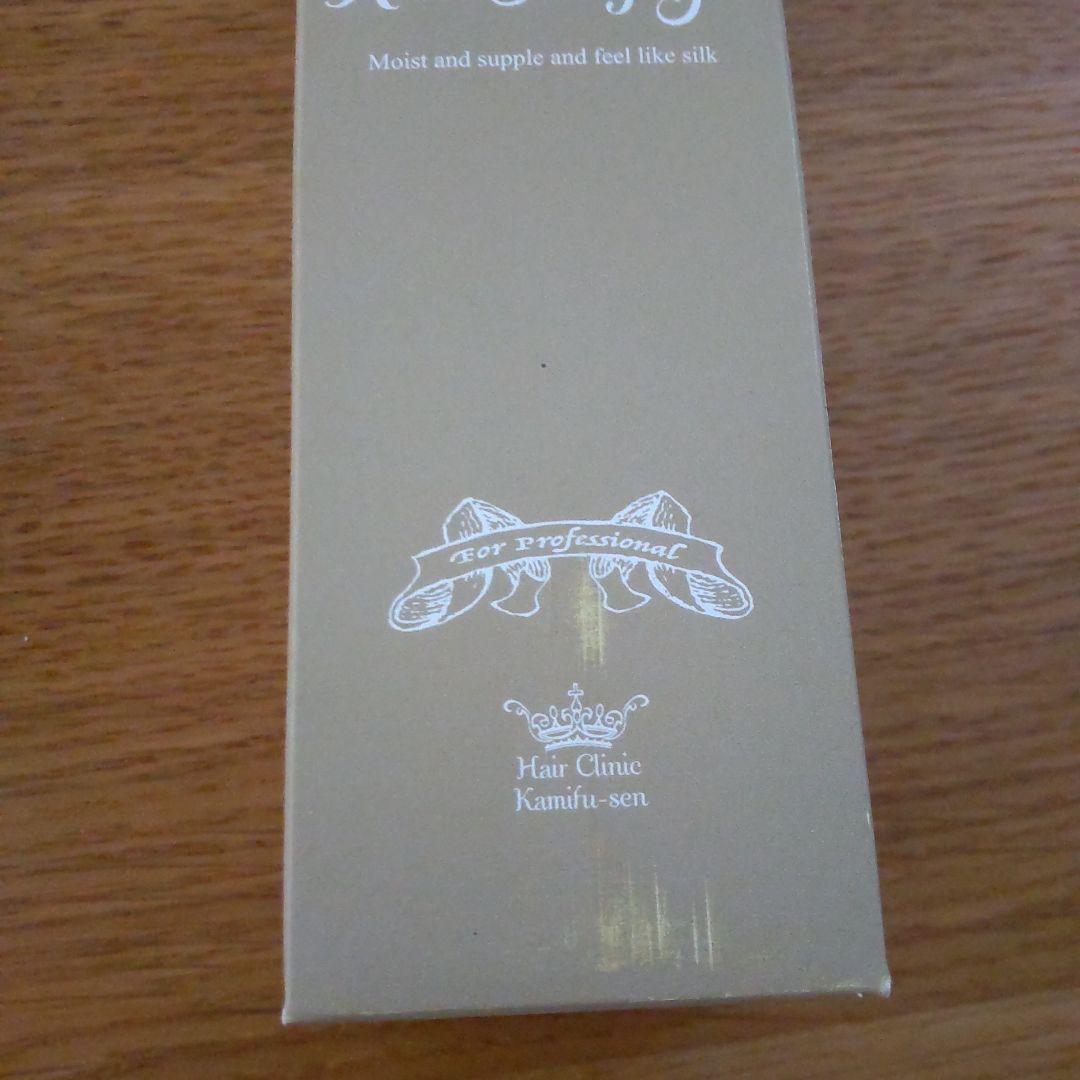 Moist and supple and feel like silk
For Professional
Hair Clinic
Kamifu-sen